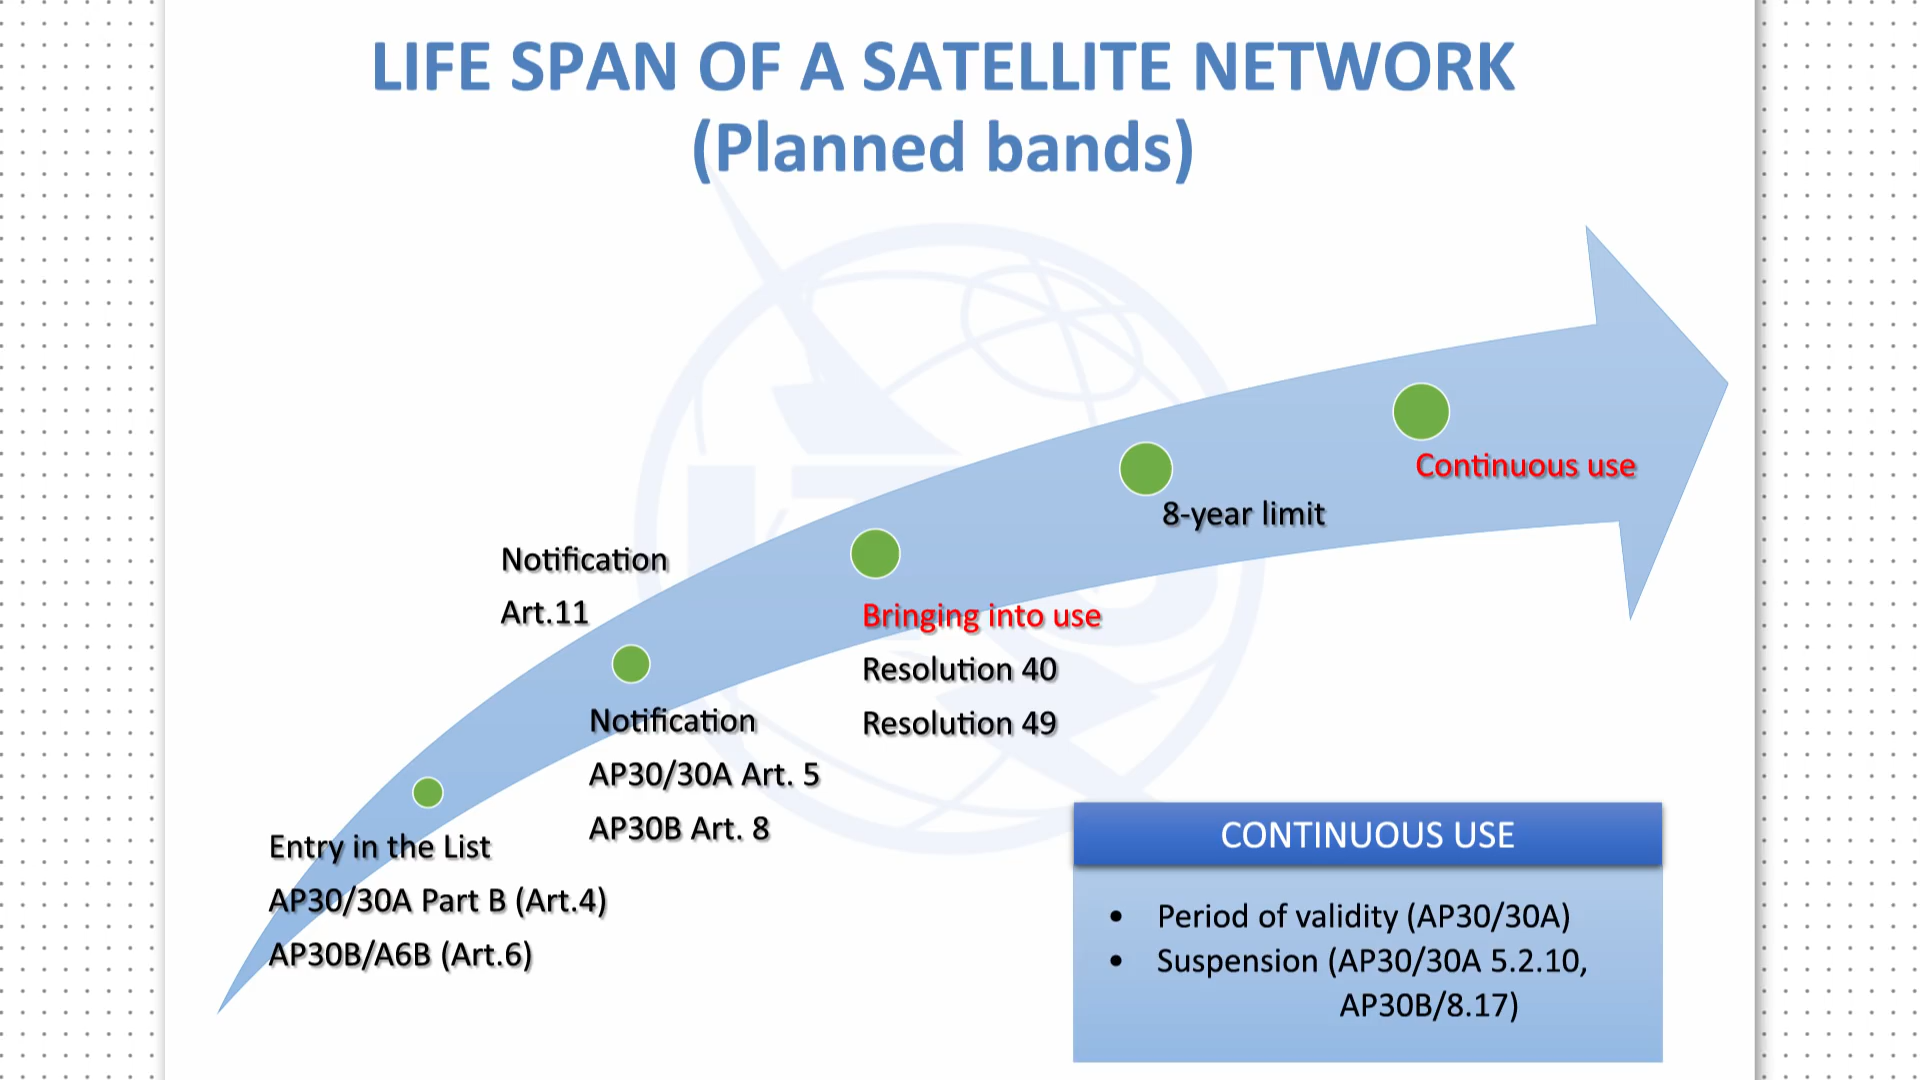 LIFE SPAN OF A SATELLITE NETWORK
(Planned bands)
Notification
Art.11
Entry in the List
AP30/30A Part B (Art.4)
AP30B/A6B (Art.6)
Notification
AP30/30A Art. 5
AP30B Art. 8
Bringing into use
Resolution 40
Resolution 49
8-year limit
Continuous use
CONTINUOUS USE
• Period of validity (AP30/30A)
• Suspension (AP30/30A 5.2.10,
AP30B/8.17)
ITU